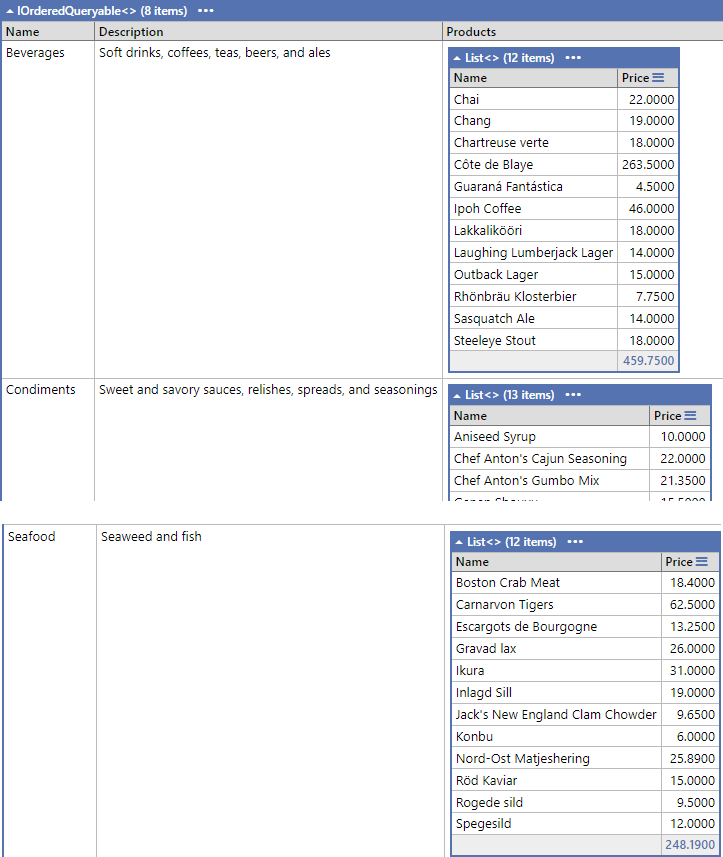 IOrderedQueryable<> (8 items) •••
Name Description Products
Beverages Soft drinks, coffees, teas, beers, and ales
List<> (12 items) •••
Name Price
Chai 22.0000
Chang 19.0000
Chartreuse verte 18.0000
Côte de Blaye 263.5000
Guaraná Fantástica 4.5000
Ipoh Coffee 46.0000
Lakkalikööri 18.0000
Laughing Lumberjack Lager 14.0000
Outback Lager 15.0000
Rhönbräu Klosterbier 7.7500
Sasquatch Ale 14.0000
Steeleye Stout 18.0000
459.7500
Condiments Sweet and savory sauces, relishes, spreads, and seasonings
List<> (13 items) •••
Name Price
Aniseed Syrup 10.0000
Chef Anton's Cajun Seasoning 22.0000
Chef Anton's Gumbo Mix 21.3500
Seafood Seaweed and fish
List<> (12 items) •••
Name Price
Boston Crab Meat 18.4000
Carnarvon Tigers 62.5000
Escargots de Bourgogne 13.2500
Gravad lax 26.0000
Ikura 31.0000
Inlagd Sill 19.0000
Jack's New England Clam Chowder 9.6500
Konbu 6.0000
Nord-Ost Matjeshering 25.8900
Röd Kaviar 15.0000
Rogede sild 9.5000
Spegesild 12.0000
248.1900